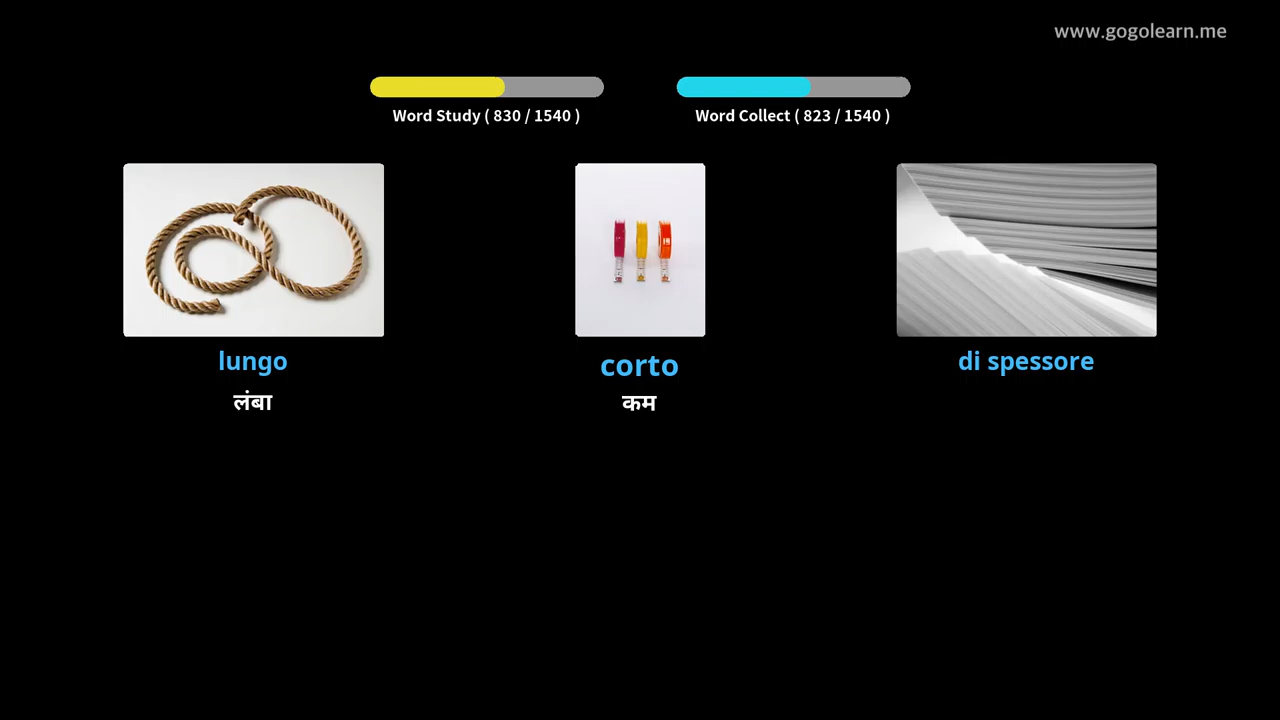 www.gogolearn.me
Word Study ( 830 / 1540 )
Word Collect ( 823 / 1540 )
lungo
corto
di spessore
लंबा
कम